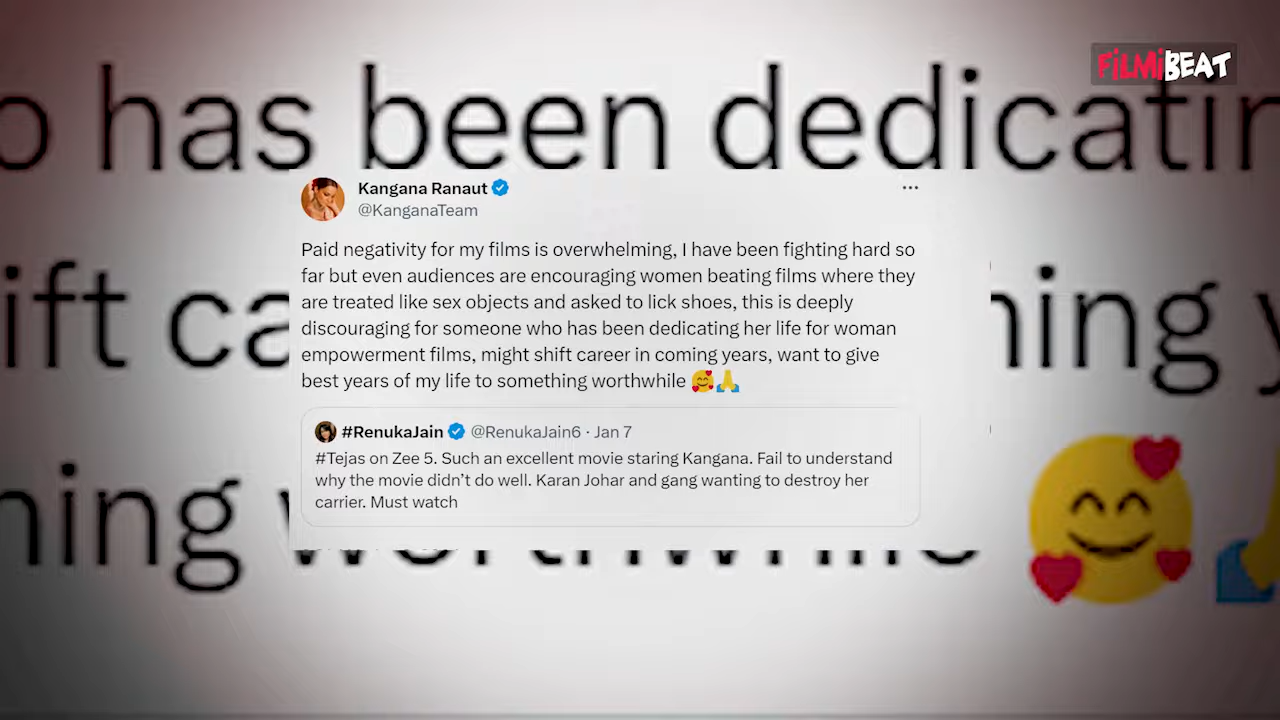 o has been dedicatin
FiLMiBEAT
Kangana Ranaut
@KanganaTeam
Paid negativity for my films is overwhelming, I have been fighting hard so
far but even audiences are encouraging women beating films where they
are treated like sex objects and asked to lick shoes, this is deeply
discouraging for someone who has been dedicating her life for woman
empowerment films, might shift career in coming years, want to give
best years of my life to something worthwhile 🥰🙏
#RenukaJain @RenukaJain6 · Jan 7
#Tejas on Zee 5. Such an excellent movie staring Kangana. Fail to understand
why the movie didn't do well. Karan Johar and gang wanting to destroy her
carrier. Must watch
ift ca
ning y
ning worthwhile